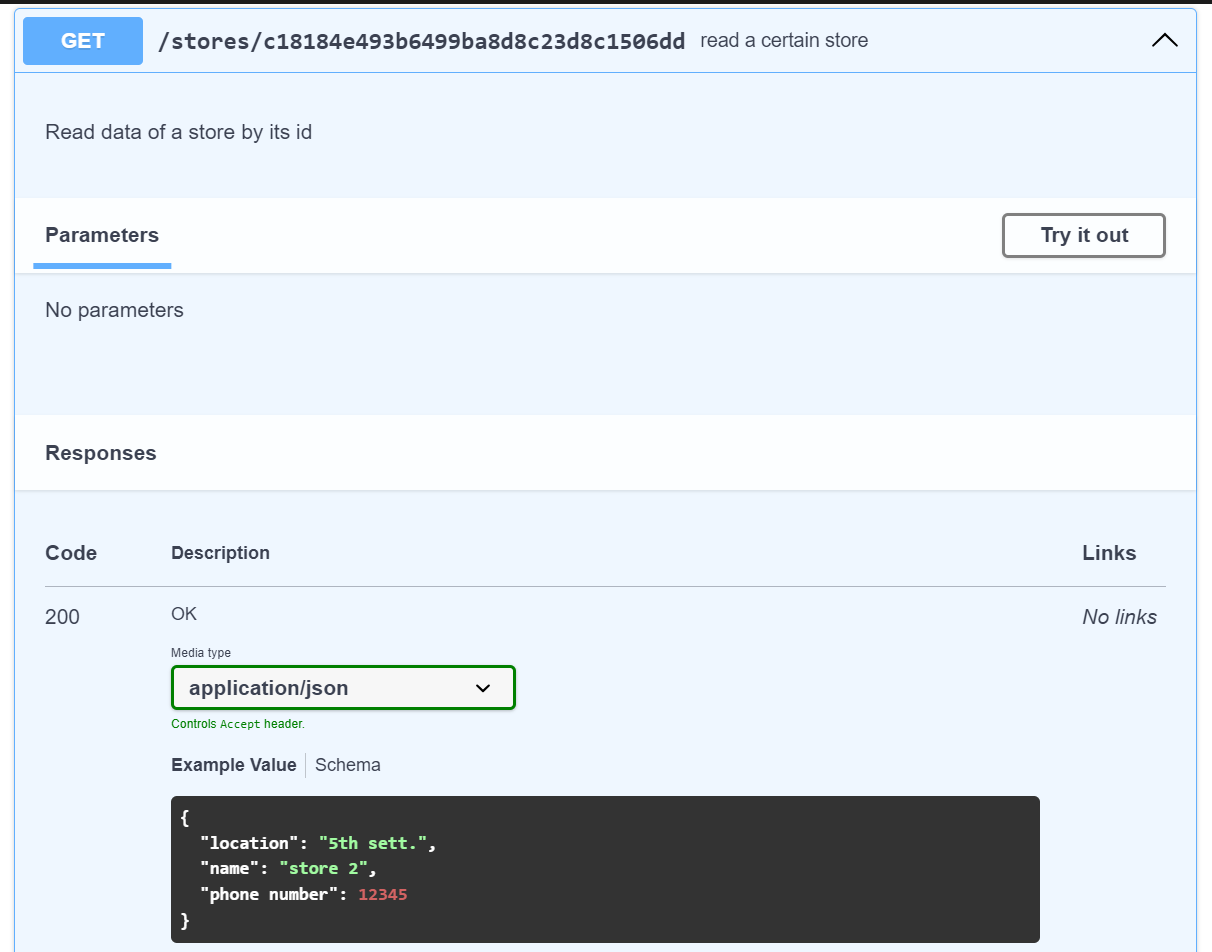 GET /stores/c18184e493b6499ba8d8c23d8c1506dd read a certain store
Read data of a store by its id
Parameters Try it out
No parameters
Responses
Code Description Links
200 OK No links
Media type
application/json
Controls Accept header.
Example Value Schema
{
"location": "5th sett.",
"name": "store 2",
"phone number": 12345
}